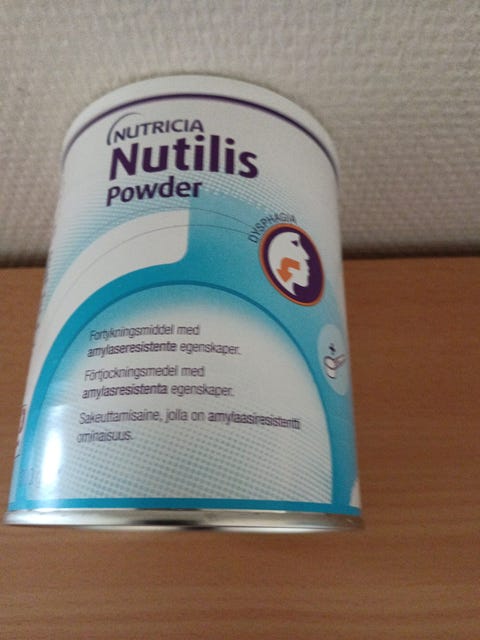 NUTRICIA
Nutilis
Powder
DYSPHAGIA
Fortykningsmiddel med
amylaseresistente egenskaper.
Förtjockningsmedel med
amylasresistenta egenskaper.
Sakeuttamisaine, jolla on amylaasiresistentti
ominaisuus.